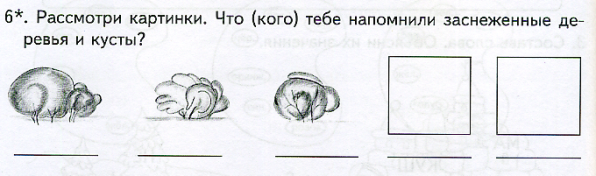 6*. Рассмотри картинки. Что (кого) тебе напомнили заснеженные де-
ревья и кусты?